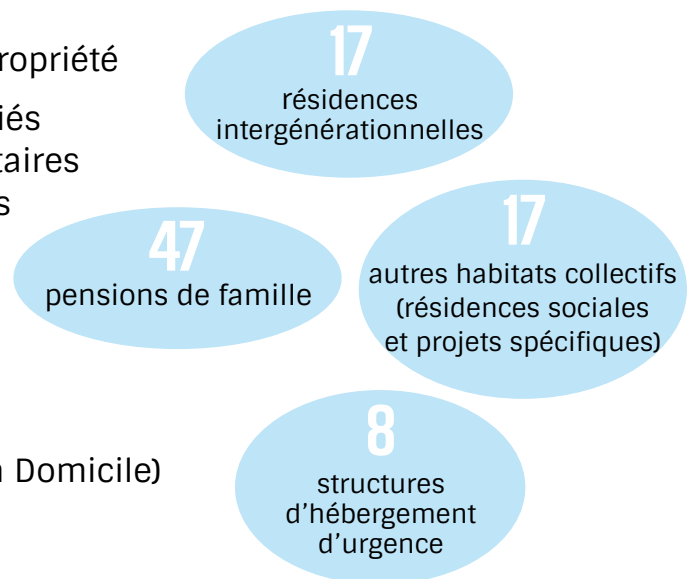 ropriété
iés
taires
s
Domicile)
17
résidences
intergénérationnelles
47
pensions de famille
17
autres habitats collectifs
(résidences sociales
et projets spécifiques)
8
structures
d’hébergement
d’urgence